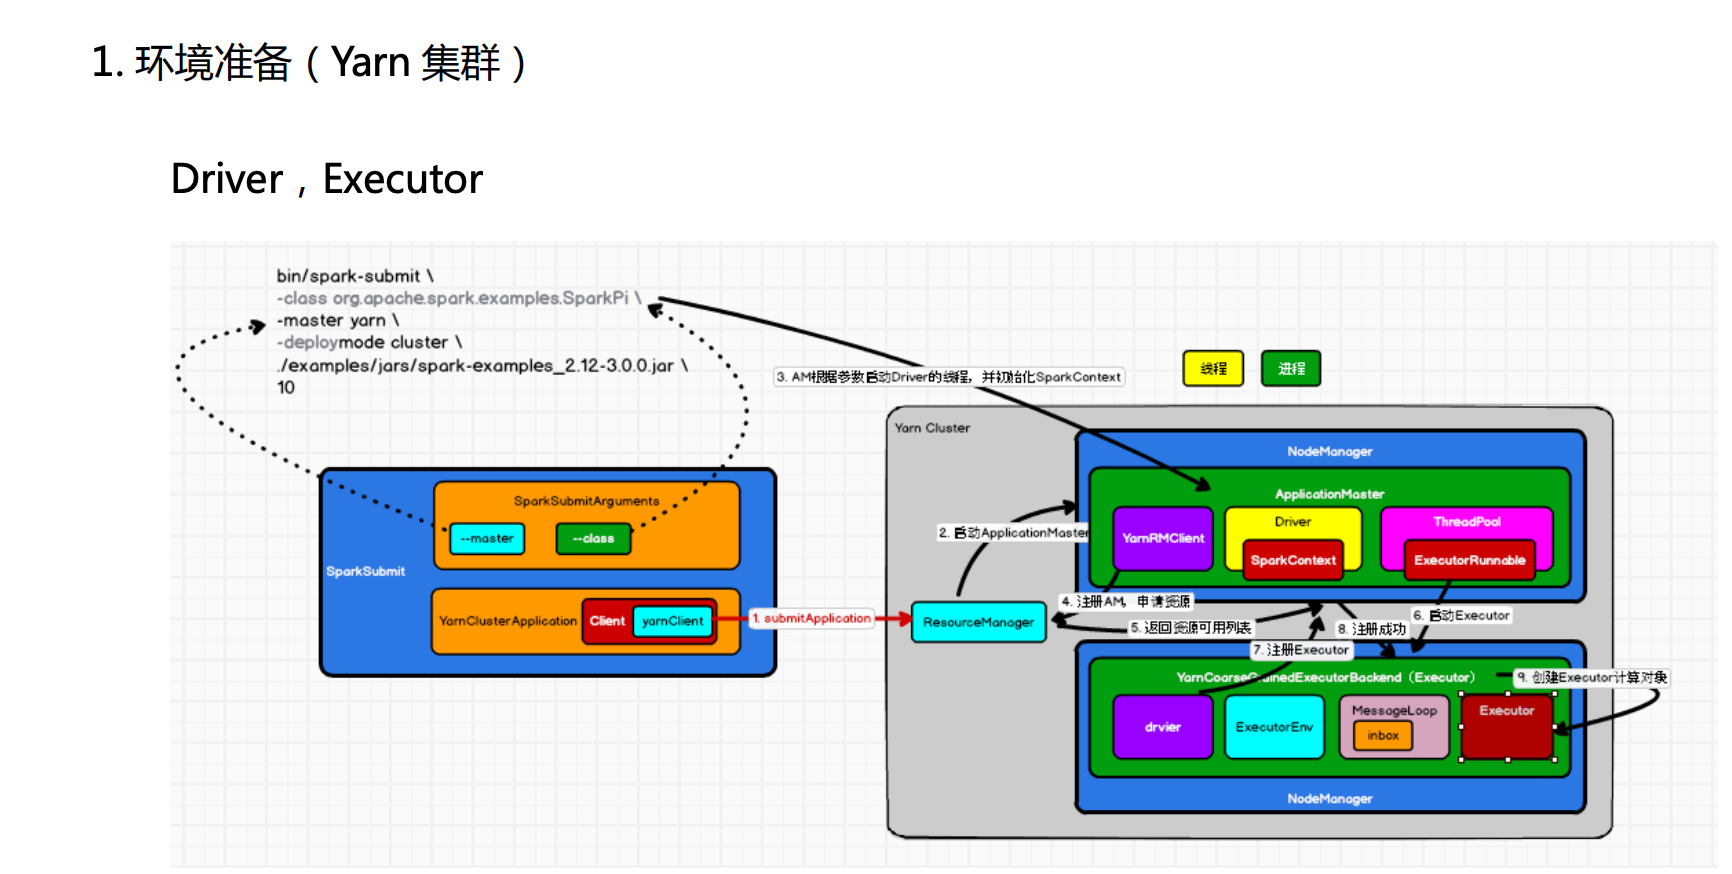 1. 环境准备（Yarn 集群）
Driver，Executor
bin/spark-submit \
-class org.apache.spark.examples.SparkPi \
-master yarn \
-deploymode cluster \
./examples/jars/spark-examples_2.12-3.0.0.jar \
10
3. AM根据参数启动Driver的线程，并初始化SparkContext
线程
进程
Yarn Cluster
NodeManager
ApplicationMaster
YarnRMClient
Driver
SparkContext
ThreadPool
ExecutorRunnable
SparkSubmitArguments
--master
--class
SparkSubmit
YarnClusterApplication
Client
yarnClient
1. submitApplication
2. 启动ApplicationMaster
ResourceManager
4. 注册AM，申请资源
5. 返回资源可用列表
6. 启动Executor
8. 注册成功
7. 注册Executor
YarnCoarseGrainedExecutorBackend（Executor）
9. 创建Executor计算对象
drvier
ExecutorEnv
MessageLoop
inbox
Executor
NodeManager